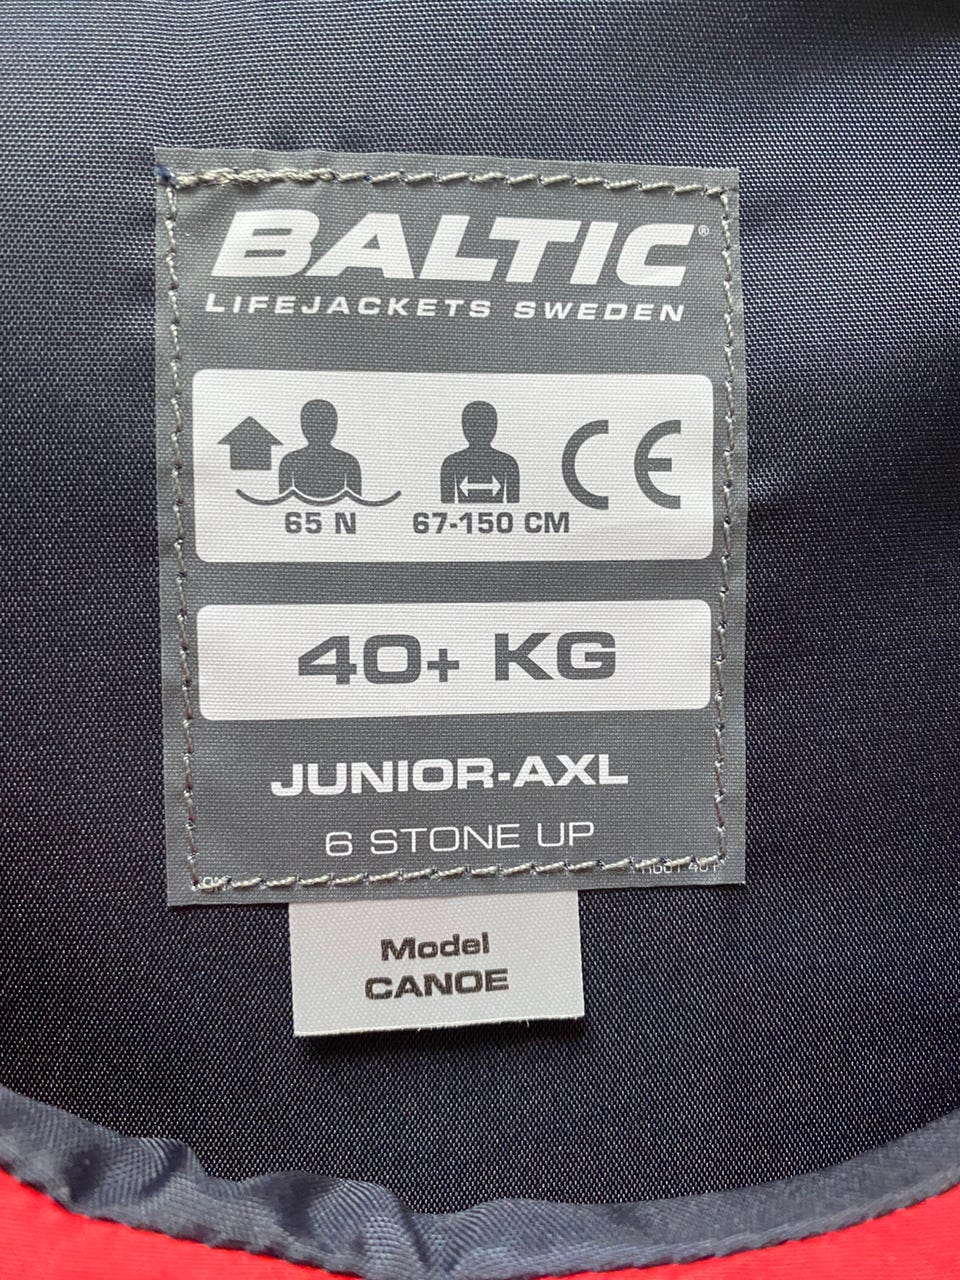 BALTIC®
LIFEJACKETS SWEDEN
65 N
67-150 CM
CE
40+ KG
JUNIOR-AXL
6 STONE UP
Model
CANOE